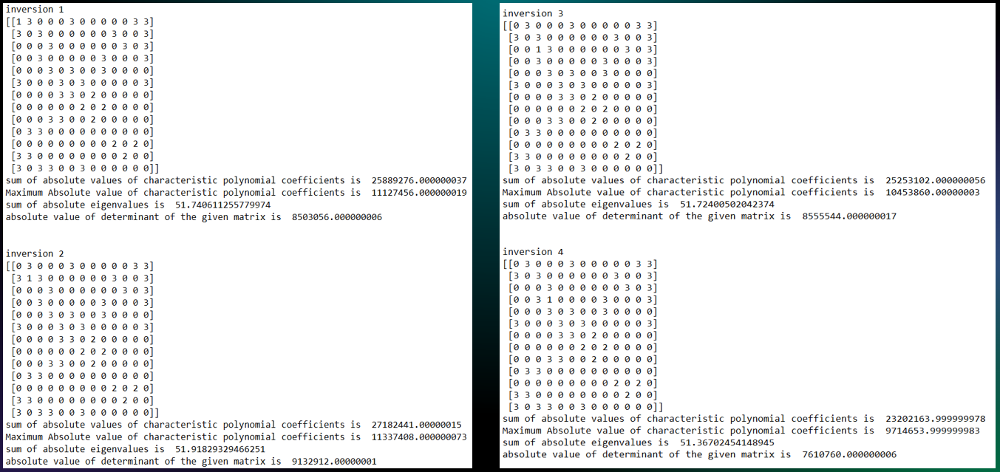 inversion 1
[[1 3 0 0 0 3 0 0 0 0 0 3 3]
[3 0 3 0 0 0 0 0 0 3 0 0 3]
[0 0 0 3 0 0 0 0 0 0 3 0 3]
[0 0 3 0 0 0 0 0 3 0 0 0 3]
[0 0 0 3 0 3 0 0 3 0 0 0 0]
[3 0 0 0 3 0 3 0 0 0 0 0 3]
[0 0 0 0 3 3 0 2 0 0 0 0 0]
[0 0 0 0 0 0 2 0 2 0 0 0 0]
[0 0 0 3 3 0 0 2 0 0 0 0 0]
[0 3 3 0 0 0 0 0 0 0 0 0 0]
[0 0 0 0 0 0 0 0 0 2 0 2 0]
[3 3 0 0 0 0 0 0 0 0 2 0 0]
[3 0 3 3 0 0 3 0 0 0 0 0 0]]
sum of absolute values of characteristic polynomial coefficients is 25889276.000000037
Maximum Absolute value of characteristic polynomial coefficients is 11127456.000000019
sum of absolute eigenvalues is 51.740611255779974
absolute value of determinant of the given matrix is 8503056.000000006
inversion 2
[[0 3 0 0 0 3 0 0 0 0 0 3 3]
[3 1 3 0 0 0 0 0 0 3 0 0 3]
[0 0 0 3 0 0 0 0 0 0 3 0 3]
[0 0 3 0 0 0 0 0 3 0 0 0 3]
[0 0 0 3 0 3 0 0 3 0 0 0 0]
[3 0 0 0 3 0 3 0 0 0 0 0 3]
[0 0 0 0 3 3 0 2 0 0 0 0 0]
[0 0 0 0 0 0 2 0 2 0 0 0 0]
[0 0 0 3 3 0 0 2 0 0 0 0 0]
[0 3 3 0 0 0 0 0 0 0 0 0 0]
[0 0 0 0 0 0 0 0 0 2 0 2 0]
[3 3 0 0 0 0 0 0 0 0 2 0 0]
[3 0 3 3 0 0 3 0 0 0 0 0 0]]
sum of absolute values of characteristic polynomial coefficients is 27182441.00000015
Maximum Absolute value of characteristic polynomial coefficients is 11337408.000000073
sum of absolute eigenvalues is 51.91829329466251
absolute value of determinant of the given matrix is 9132912.00000001
inversion 3
[[0 3 0 0 0 3 0 0 0 0 0 3 3]
[3 0 3 0 0 0 0 0 0 3 0 0 3]
[0 0 1 3 0 0 0 0 0 0 3 0 3]
[0 0 3 0 0 0 0 0 3 0 0 0 3]
[0 0 0 3 0 3 0 0 3 0 0 0 0]
[3 0 0 0 3 0 3 0 0 0 0 0 3]
[0 0 0 0 3 3 0 2 0 0 0 0 0]
[0 0 0 0 0 0 2 0 2 0 0 0 0]
[0 0 0 3 3 0 0 2 0 0 0 0 0]
[0 3 3 0 0 0 0 0 0 0 0 0 0]
[0 0 0 0 0 0 0 0 0 2 0 2 0]
[3 3 0 0 0 0 0 0 0 0 2 0 0]
[3 0 3 3 0 0 3 0 0 0 0 0 0]]
sum of absolute values of characteristic polynomial coefficients is 25253102.000000056
Maximum Absolute value of characteristic polynomial coefficients is 10453860.00000003
sum of absolute eigenvalues is 51.72400502042374
absolute value of determinant of the given matrix is 8555544.000000017
inversion 4
[[0 3 0 0 0 3 0 0 0 0 0 3 3]
[3 0 3 0 0 0 0 0 0 3 0 0 3]
[0 0 0 3 0 0 0 0 0 0 3 0 3]
[0 0 3 1 0 0 0 0 3 0 0 0 3]
[0 0 0 3 0 3 0 0 3 0 0 0 0]
[3 0 0 0 3 0 3 0 0 0 0 0 3]
[0 0 0 0 3 3 0 2 0 0 0 0 0]
[0 0 0 0 0 0 2 0 2 0 0 0 0]
[0 0 0 3 3 0 0 2 0 0 0 0 0]
[0 3 3 0 0 0 0 0 0 0 0 0 0]
[0 0 0 0 0 0 0 0 0 2 0 2 0]
[3 3 0 0 0 0 0 0 0 0 2 0 0]
[3 0 3 3 0 0 3 0 0 0 0 0 0]]
sum of absolute values of characteristic polynomial coefficients is 23202163.999999978
Maximum Absolute value of characteristic polynomial coefficients is 9714653.999999983
sum of absolute eigenvalues is 51.36702454148945
absolute value of determinant of the given matrix is 7610760.000000006